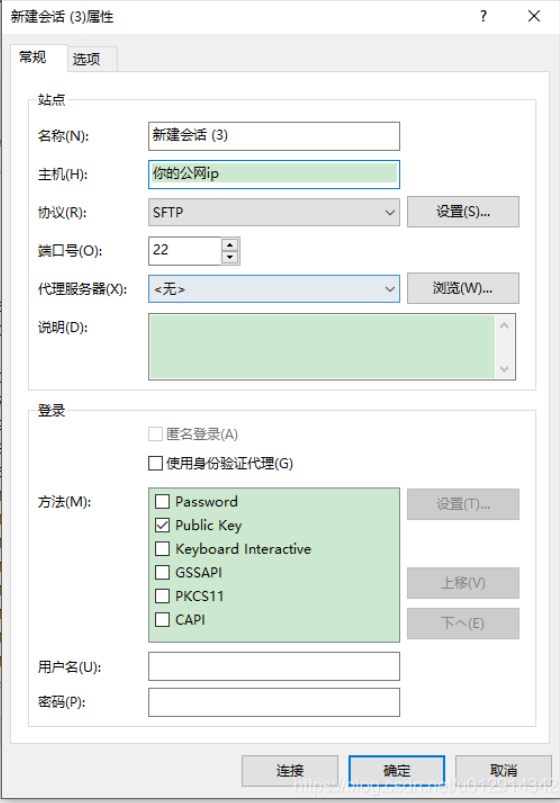 新建会话 (3)属性
?
常规 选项
站点
名称(N): 新建会话 (3)
主机(H): 你的公网ip
协议(R): SFTP 设置(S)...
端口号(O): 22
代理服务器(X): <无> 浏览(W)...
说明(D):
登录
匿名登录(A)
使用身份验证代理(G)
方法(M): Password 设置(T)...
Public Key
Keyboard Interactive
GSSAPI
PKCS11 上移(V)
CAPI 下へ(E)
用户名(U):
密码(P):
连接 确定 取消
https://blog.csdn.net/u012914342